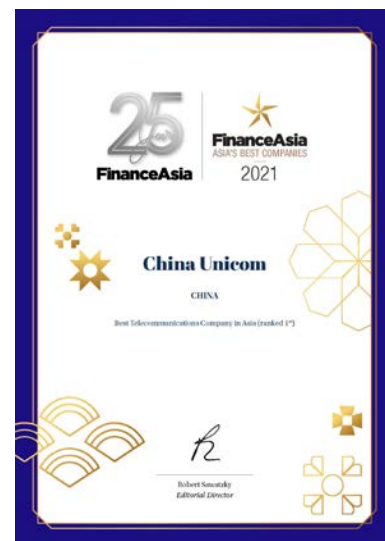 25
Years
FinanceAsia
FinanceAsia
ASIA'S BEST COMPANIES
2021
China Unicom
CHINA
Best Telecommunications Company in Asia (ranked 1st)
Robert Sawatzky
Editorial Director